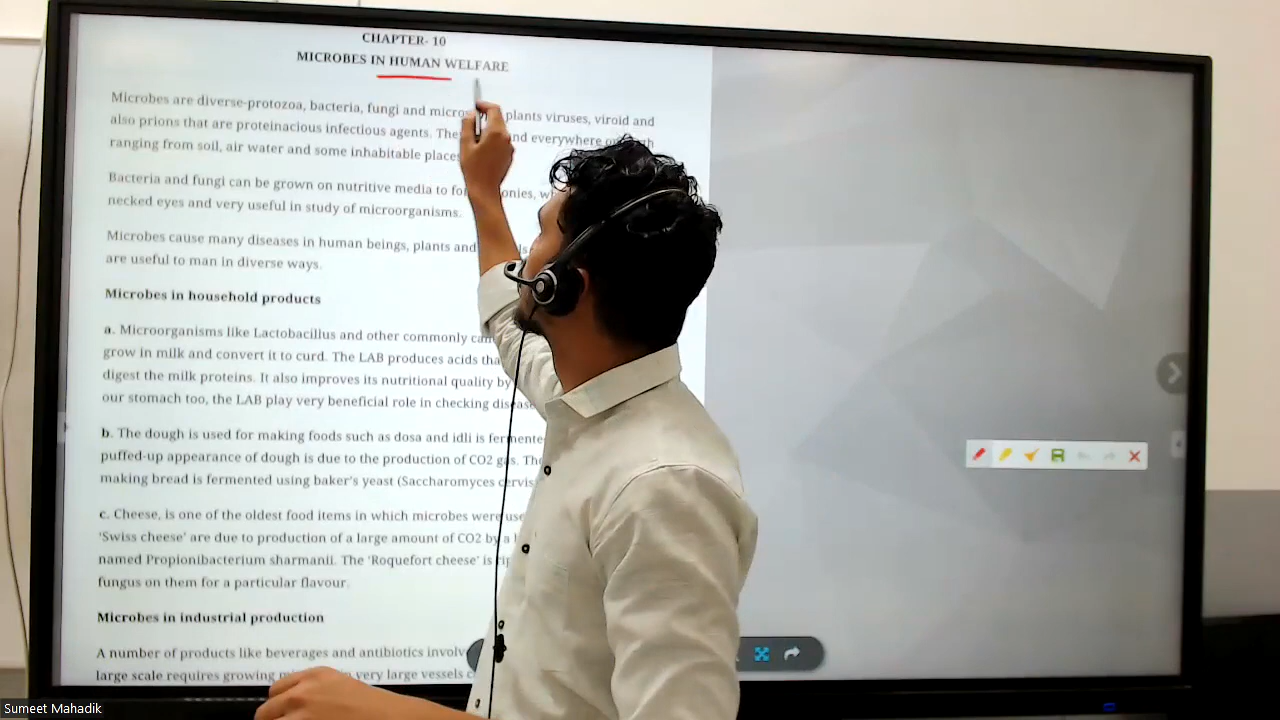 CHAPTER- 10
MICROBES IN HUMAN WELFARE
Microbes are diverse-protozoa, bacteria, fungi and plants viruses, viroid and
also prions that are proteinacious infectious agents. everywhere
ranging from soil, air water and some inhabitable places
Bacteria and fungi can be grown on nutritive media to
necked eyes and very useful in study of microorganisms.
Microbes cause many diseases in human beings, plants and
are useful to man in diverse ways.
Microbes in household products
a. Microorganisms like Lactobacillus and other commonly
grow in milk and convert it to curd. The LAB produces acids
digest the milk proteins. It also improves its nutritional quality by
our stomach too, the LAB play very beneficial role in checking
b. The dough is used for making foods such as dosa and idli is
puffed-up appearance of dough is due to the production of CO2 gas.
making bread is fermented using baker's yeast (Saccharomyces
c. Cheese, is one of the oldest food items in which microbes were
'Swiss cheese' are due to production of a large amount of CO2 by a
named Propionibacterium sharmanii. The 'Roquefort cheese' is
fungus on them for a particular flavour.
Microbes in industrial production
A number of products like beverages and antibiotics
large scale requires growing very large vessels
Sumeet Mahadik